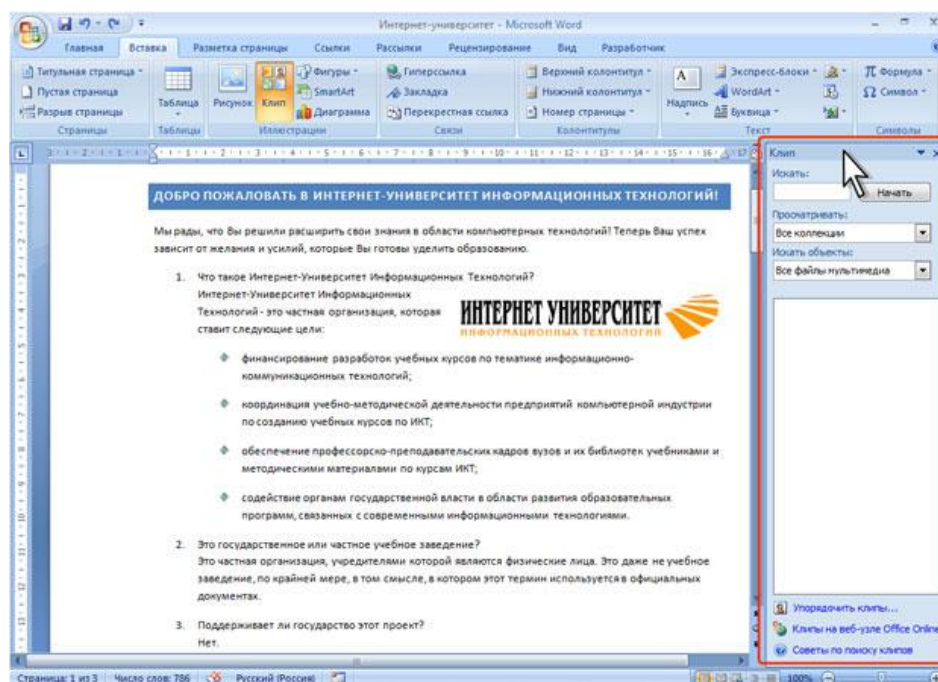 Интернет-университет - Microsoft Word
Главная Вставка Разметка страницы Ссылки Рассылки Рецензирование Вид Разработчик
Титульная страница
Пустая страница
Разрыв страницы
Страницы
Таблица
Таблицы
Рисунок Клип
Фигуры
SmartArt
Диаграмма
Иллюстрации
Гиперссылка
Закладка
Перекрестная ссылка
Связи
Верхний колонтитул
Нижний колонтитул
Номер страницы
Колонтитулы
Надпись
Экспресс-блоки
WordArt
Буквица
Текст
Формула
Символ
Символы
ДОБРО ПОЖАЛОВАТЬ В ИНТЕРНЕТ-УНИВЕРСИТЕТ ИНФОРМАЦИОННЫХ ТЕХНОЛОГИЙ!
Мы рады, что Вы решили расширить свои знания в области компьютерных технологий! Теперь Ваш успех
зависит от желания и усилий, которые Вы готовы уделить образованию.
1. Что такое Интернет-Университет Информационных Технологий?
Интернет-Университет Информационных
Технологий - это частная организация, которая
ставит следующие цели:
ИНТЕРНЕТ УНИВЕРСИТЕТ
ИНФОРМАЦИОННЫХ ТЕХНОЛОГИЙ
финансирование разработок учебных курсов по тематике информационно-
коммуникационных технологий;
координация учебно-методической деятельности предприятий компьютерной индустрии
по созданию учебных курсов по ИКТ;
обеспечение профессорско-преподавательских кадров вузов и их библиотек учебниками и
методическими материалами по курсам ИКТ;
содействие органам государственной власти в области развития образовательных
программ, связанных с современными информационными технологиями.
2. Это государственное или частное учебное заведение?
Это частная организация, учредителями которой являются физические лица. Это даже не учебное
заведение, по крайней мере, в том смысле, в котором этот термин используется в официальных
документах.
3. Поддерживает ли государство этот проект?
Нет.
Клип
Искать:
Начать
Просматривать:
Все коллекции
Искать объекты:
Все файлы мультимедиа
Упорядочить клипы...
Клипы на веб-узле Office Online
Советы по поиску клипов
Страница: 1 из 3 Число слов: 786 Русский (Россия) 100%